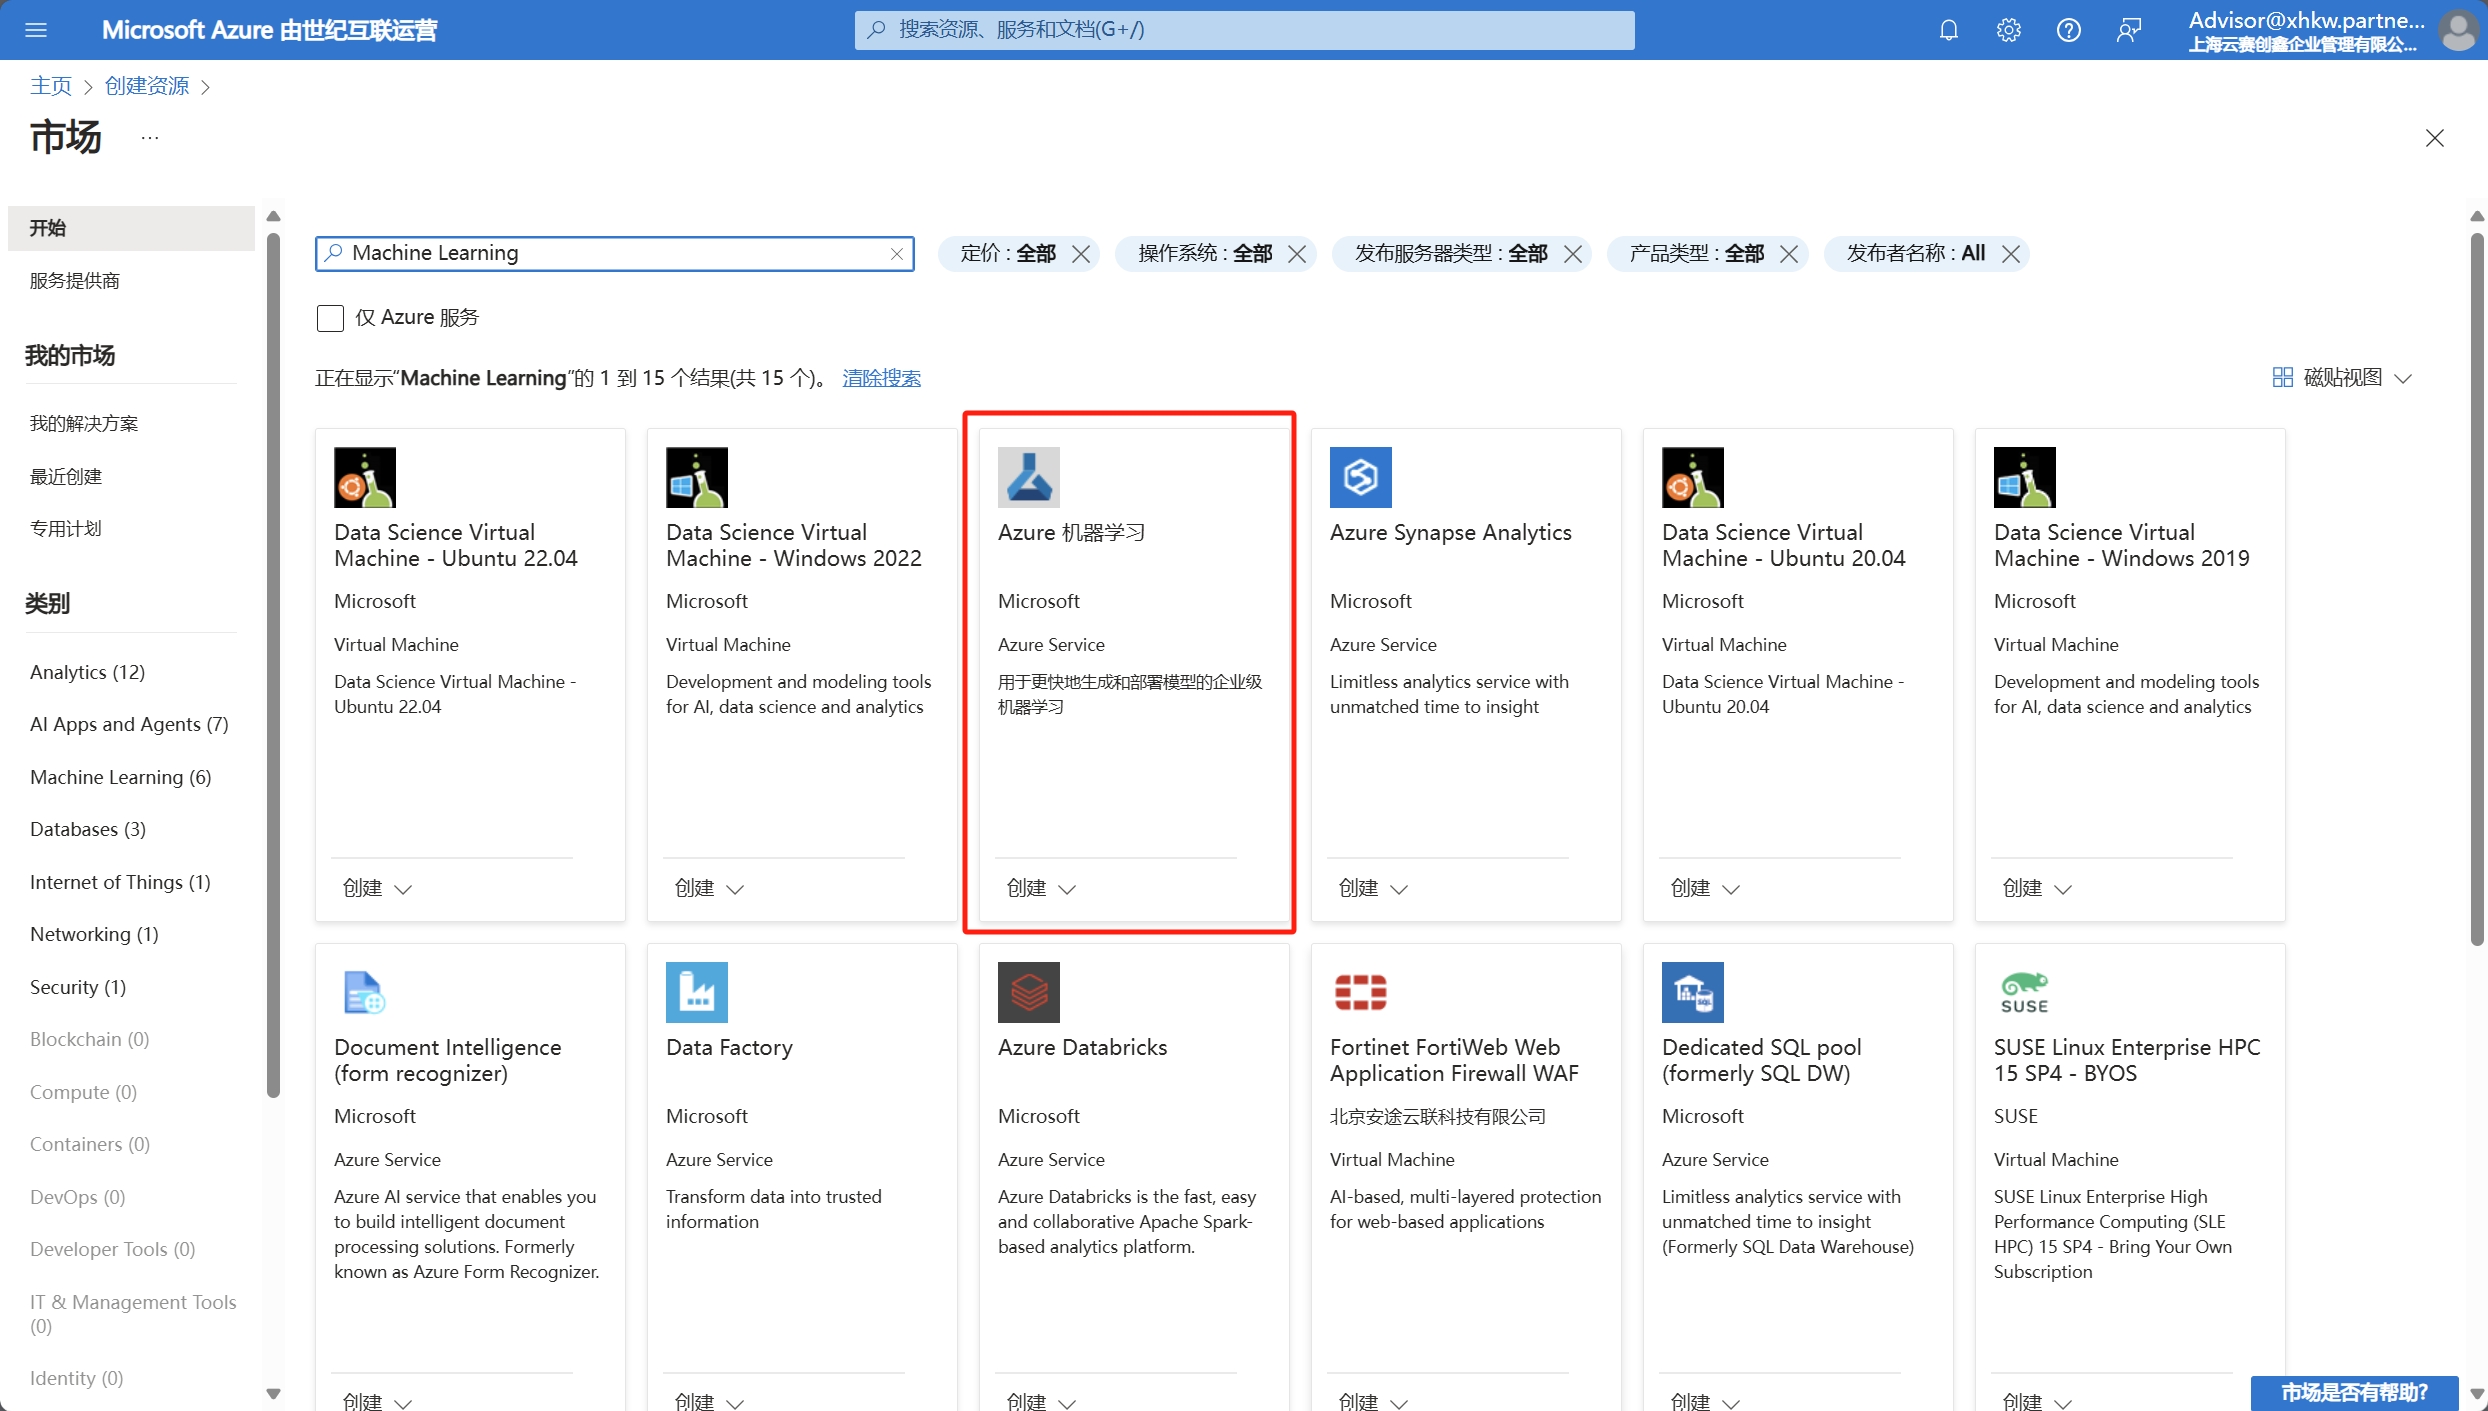 Microsoft Azure 由世纪互联运营
搜索资源、服务和文档(G+/)
Advisor@xhkw.partne...
上海云赛创鑫企业管理有限公...
主页 > 创建资源 >
市场 ...
开始
服务提供商
我的市场
我的解决方案
最近创建
专用计划
类别
Analytics (12)
AI Apps and Agents (7)
Machine Learning (6)
Databases (3)
Internet of Things (1)
Networking (1)
Security (1)
Blockchain (0)
Compute (0)
Containers (0)
DevOps (0)
Developer Tools (0)
IT & Management Tools
(0)
Identity (0)
Machine Learning
定价 : 全部
操作系统 : 全部
发布服务器类型 : 全部
产品类型 : 全部
发布者名称 : All
仅 Azure 服务
正在显示“Machine Learning”的 1 到 15 个结果(共 15 个)。 清除搜索
磁贴视图
Data Science Virtual
Machine - Ubuntu 22.04
Microsoft
Virtual Machine
Data Science Virtual Machine -
Ubuntu 22.04
创建
Data Science Virtual
Machine - Windows 2022
Microsoft
Virtual Machine
Development and modeling tools
for AI, data science and analytics
创建
Azure 机器学习
Microsoft
Azure Service
用于更快地生成和部署模型的企业级
机器学习
创建
Azure Synapse Analytics
Microsoft
Azure Service
Limitless analytics service with
unmatched time to insight
创建
Data Science Virtual
Machine - Ubuntu 20.04
Microsoft
Virtual Machine
Data Science Virtual Machine -
Ubuntu 20.04
创建
Data Science Virtual
Machine - Windows 2019
Microsoft
Virtual Machine
Development and modeling tools
for AI, data science and analytics
创建
Document Intelligence
(form recognizer)
Microsoft
Azure Service
Azure AI service that enables you
to build intelligent document
processing solutions. Formerly
known as Azure Form Recognizer.
创建
Data Factory
Microsoft
Azure Service
Transform data into trusted
information
创建
Azure Databricks
Microsoft
Azure Service
Azure Databricks is the fast, easy
and collaborative Apache Spark-
based analytics platform.
创建
Fortinet FortiWeb Web
Application Firewall WAF
北京安途云联科技有限公司
Virtual Machine
AI-based, multi-layered protection
for web-based applications
创建
SQL
Dedicated SQL pool
(formerly SQL DW)
Microsoft
Azure Service
Limitless analytics service with
unmatched time to insight
(Formerly SQL Data Warehouse)
创建
SUSE
SUSE Linux Enterprise HPC
15 SP4 - BYOS
SUSE
Virtual Machine
SUSE Linux Enterprise High
Performance Computing (SLE
HPC) 15 SP4 - Bring Your Own
Subscription
创建
市场是否有帮助?